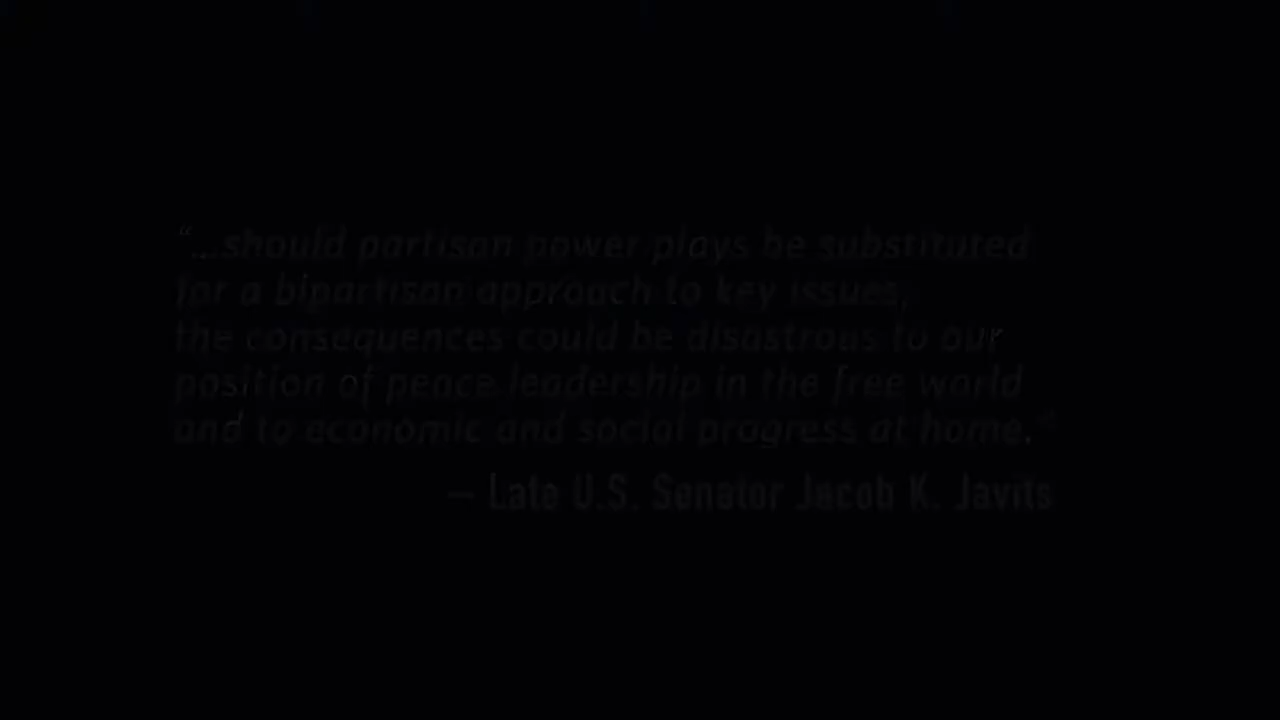 “...should partisan power plays be substituted
for a bipartisan approach to key issues,
the consequences could be disastrous to our
position of peace leadership in the free world
and to economic and social progress at home.”
– Late U.S. Senator Jacob K. Javits